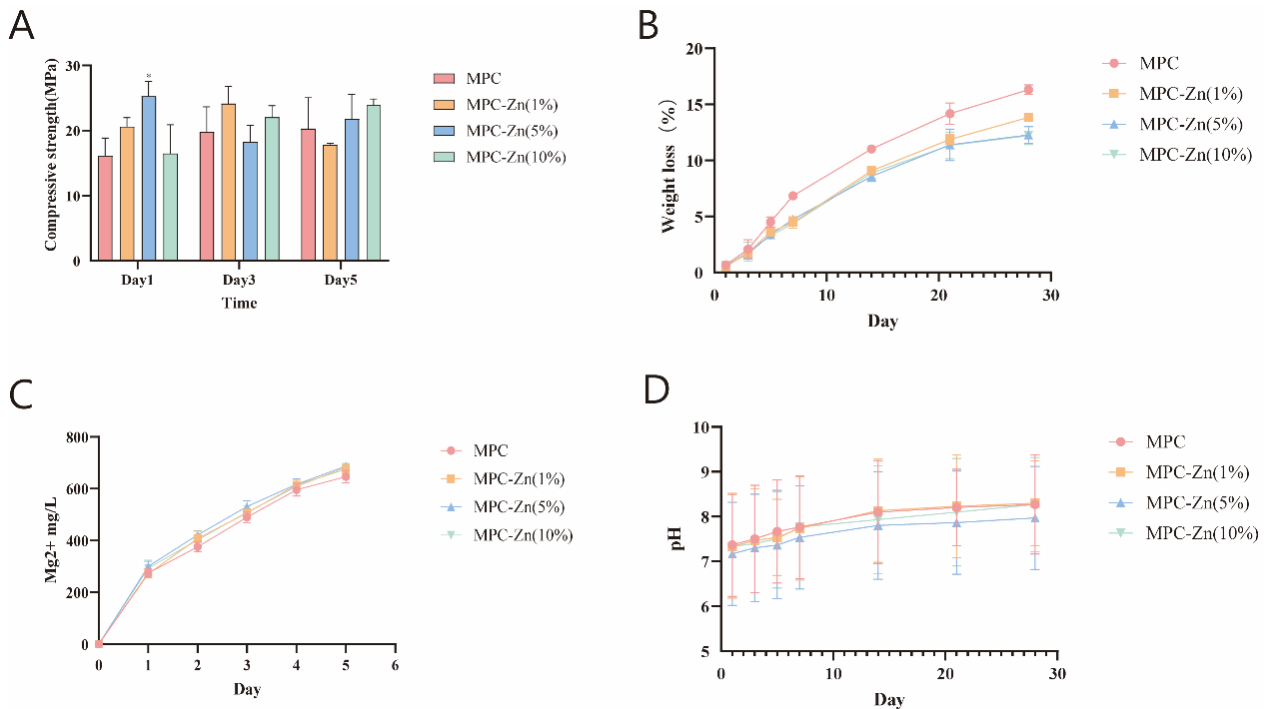 A
Compressive strength(MPa)
30
20
10
0
Day1
Day3
Day5
Time
*
MPC
MPC-Zn(1%)
MPC-Zn(5%)
MPC-Zn(10%)
B
Weight loss（%）
20
15
10
5
0
0
10
20
30
Day
MPC
MPC-Zn(1%)
MPC-Zn(5%)
MPC-Zn(10%)
C
Mg2+ mg/L
800
600
400
200
0
0
1
2
3
4
5
6
Day
MPC
MPC-Zn(1%)
MPC-Zn(5%)
MPC-Zn(10%)
D
pH
10
9
8
7
6
5
0
10
20
30
Day
MPC
MPC-Zn(1%)
MPC-Zn(5%)
MPC-Zn(10%)